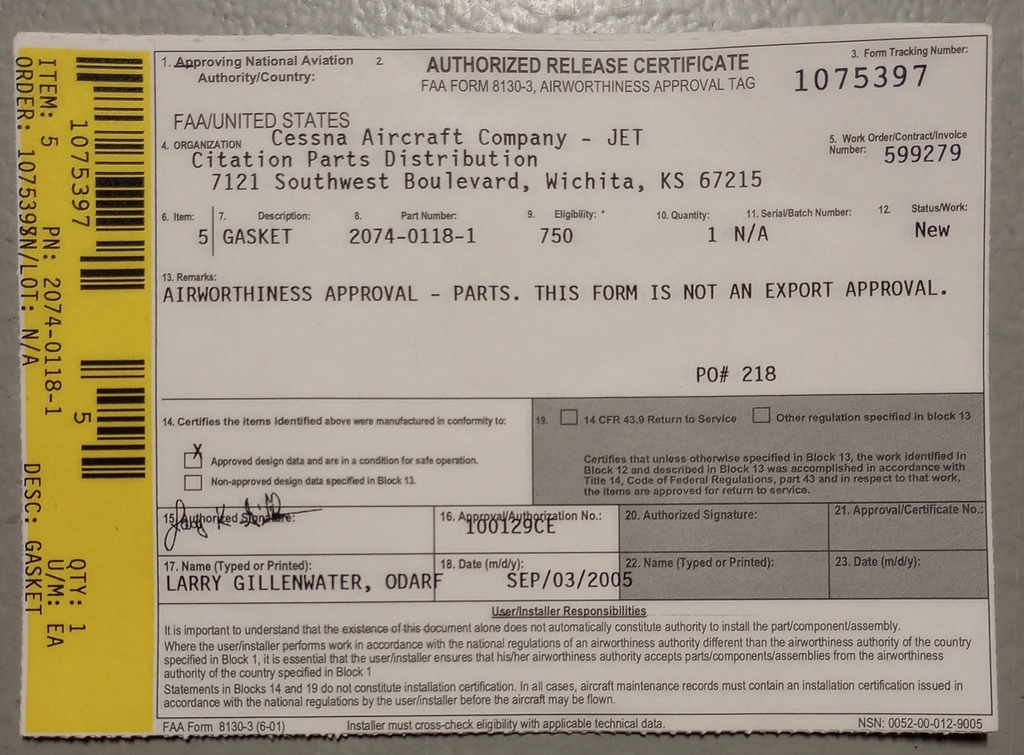 1. Approving National Aviation Authority/Country:
FAA/UNITED STATES
2.
AUTHORIZED RELEASE CERTIFICATE
FAA FORM 8130-3, AIRWORTHINESS APPROVAL TAG
3. Form Tracking Number:
1075397
4. ORGANIZATION Cessna Aircraft Company - JET
Citation Parts Distribution
7121 Southwest Boulevard, Wichita, KS 67215
5. Work Order/Contract/Invoice
Number: 599279
6. Item: 7. Description: 8. Part Number: 9. Eligibility: * 10. Quantity: 11. Serial/Batch Number: 12. Status/Work:
5 GASKET 2074-0118-1 750 1 N/A New
13. Remarks:
AIRWORTHINESS APPROVAL - PARTS. THIS FORM IS NOT AN EXPORT APPROVAL.
PO# 218
14. Certifies the items identified above were manufactured in conformity to:
X Approved design data and are in a condition for safe operation.
Non-approved design data specified in Block 13.
19. 14 CFR 43.9 Return to Service Other regulation specified in block 13
Certifies that unless otherwise specified in Block 13, the work identified in
Block 12 and described in Block 13 was accomplished in accordance with
Title 14, Code of Federal Regulations, part 43 and in respect to that work,
the items are approved for return to service.
15. Authorized Signature:
16. Approval/Authorization No.:
100129CE
20. Authorized Signature:
21. Approval/Certificate No.:
17. Name (Typed or Printed):
LARRY GILLENWATER, ODARF
18. Date (m/d/y):
SEP/03/2005
22. Name (Typed or Printed):
23. Date (m/d/y):
User/Installer Responsibilities
It is important to understand that the existence of this document alone does not automatically constitute authority to install the part/component/assembly.
Where the user/installer performs work in accordance with the national regulations of an airworthiness authority different than the airworthiness authority of the country
specified in Block 1, it is essential that the user/installer ensures that his/her airworthiness authority accepts parts/components/assemblies from the airworthiness
authority of the country specified in Block 1
Statements in Blocks 14 and 19 do not constitute installation certification. In all cases, aircraft maintenance records must contain an installation certification issued in
accordance with the national regulations by the user/installer before the aircraft may be flown.
FAA Form 8130-3 (6-01) Installer must cross-check eligibility with applicable technical data. NSN: 0052-00-012-9005
1075397 5 QTY: 1
ITEM: 5 PN: 2074-0118-1 U/M: EA
ORDER: 1075398 SN/LOT: N/A DESC: GASKET